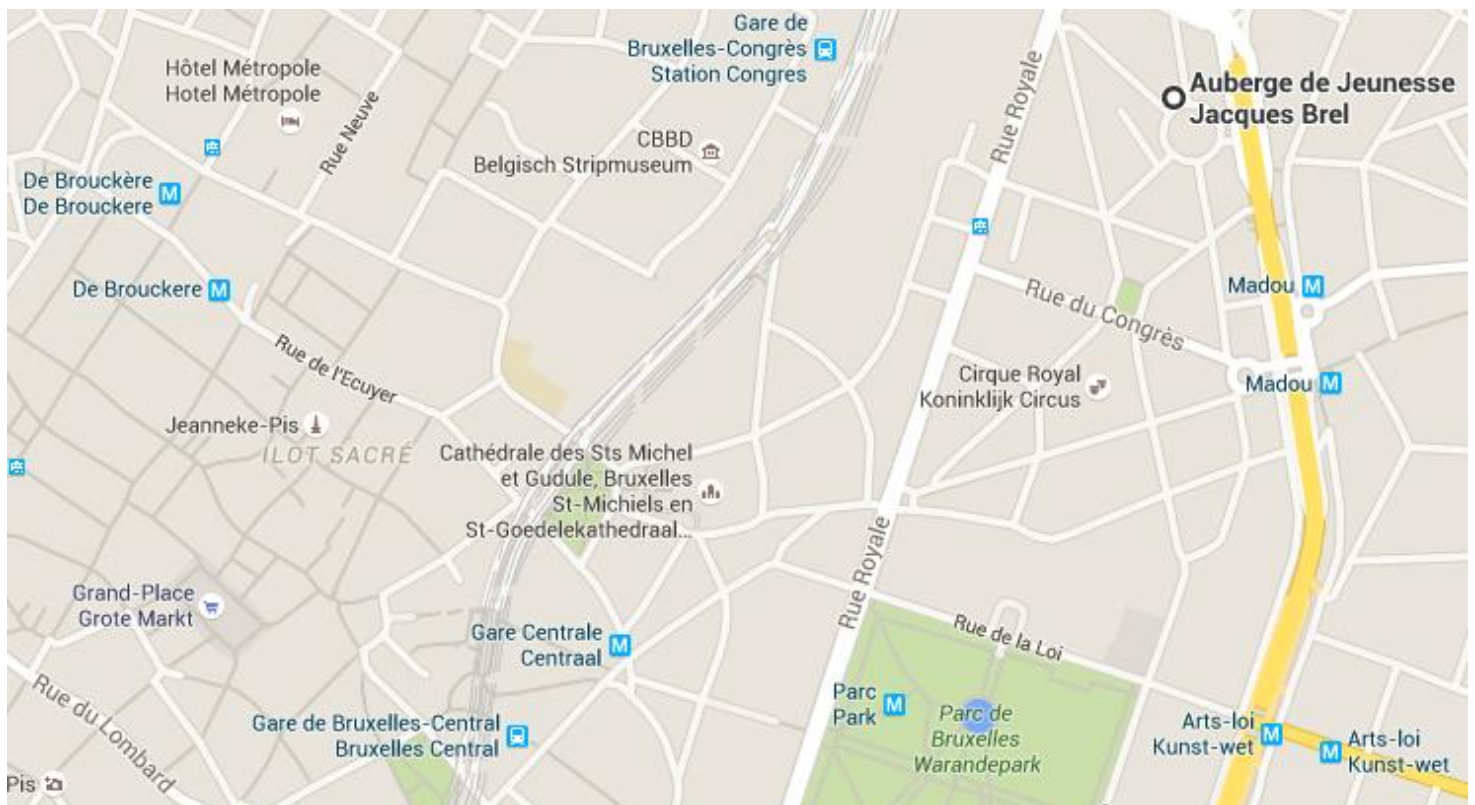 Gare de
Bruxelles-Congrès
Station Congres
Hôtel Métropole
Hotel Métropole
Rue Neuve
CBBD
Belgisch Stripmuseum
Rue Royale
Auberge de Jeunesse
Jacques Brel
De Brouckère
De Brouckere
M
De Brouckere
M
Rue de l'Ecuyer
Madou
M
Rue du Congrès
Madou
M
Cirque Royal
Koninklijk Circus
Jeanneke-Pis
ILOT SACRÉ
Cathédrale des Sts Michel
et Gudule, Bruxelles
St-Michiels en
St-Goedelekathedraal...
Rue Royale
Grand-Place
Grote Markt
Gare Centrale
Centraal
M
Rue de la Loi
Rue du Lombard
Gare de Bruxelles-Central
Bruxelles Central
Parc
Park
M
Parc de
Bruxelles
Warandepark
Arts-loi
Kunst-wet
M
M
Arts-loi
Kunst-wet
Pis